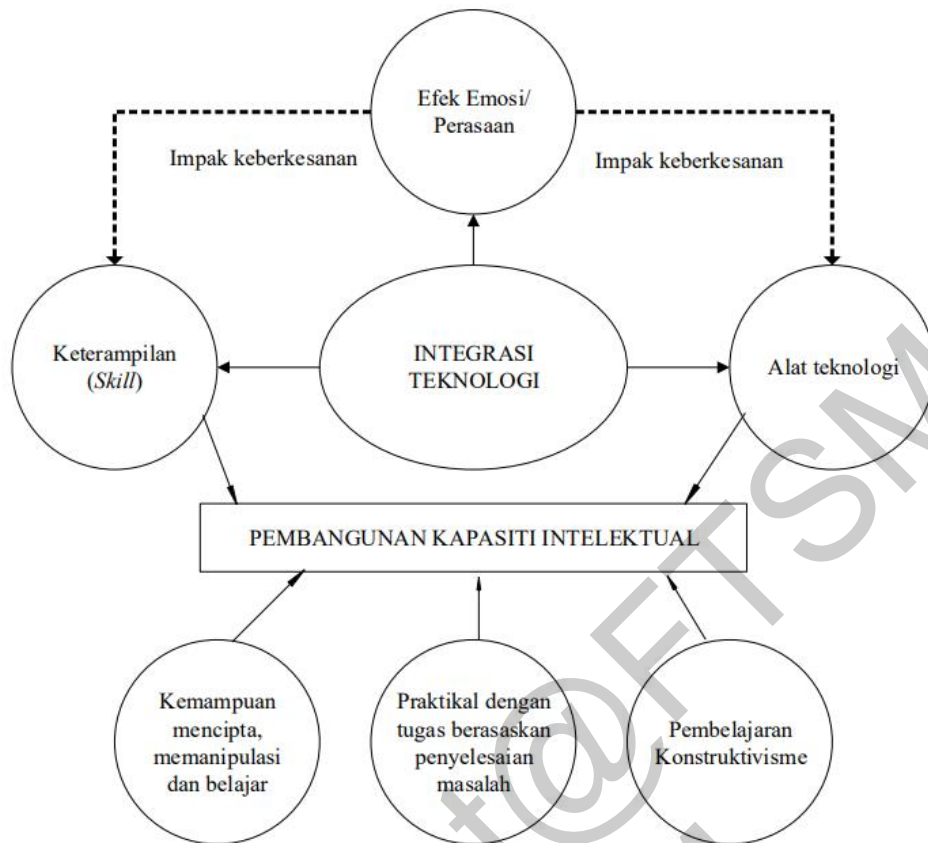 Efek Emosi/
Perasaan
Impak keberkesanan
Impak keberkesanan
Keterampilan
(Skill)
INTEGRASI
TEKNOLOGI
Alat teknologi
PEMBANGUNAN KAPASITI INTELEKTUAL
Kemampuan
mencipta,
memanipulasi
dan belajar
Praktikal dengan
tugas berasaskan
penyelesaian
masalah
Pembelajaran
Konstruktivisme
t@FTSM